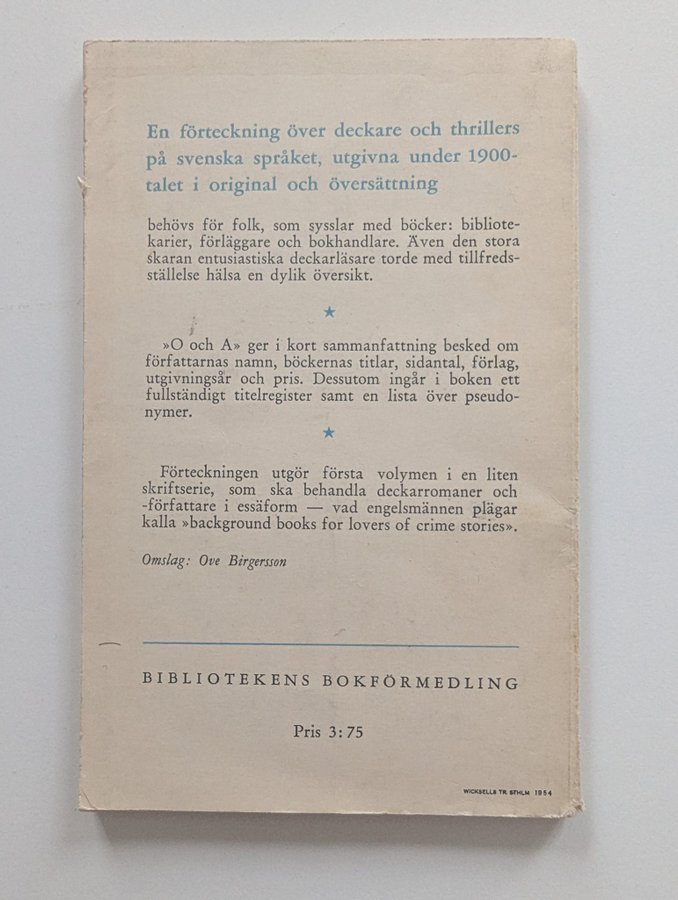 En förteckning över deckare och thrillers
på svenska språket, utgivna under 1900-
talet i original och översättning
behövs för folk, som sysslar med böcker: bibliote-
karier, förläggare och bokhandlare. Även den stora
skaran entusiastiska deckarläsare torde med tillfreds-
ställelse hälsa en dylik översikt.
★
»O och A» ger i kort sammanfattning besked om
författarnas namn, böckernas titlar, sidantal, förlag,
utgivningsår och pris. Dessutom ingår i boken ett
fullständigt titelregister samt en lista över pseudo-
nymer.
★
Förteckningen utgör första volymen i en liten
skriftserie, som ska behandla deckarromaner och
-författare i essäform — vad engelsmännen plägar
kalla »background books for lovers of crime stories».
Omslag: Ove Birgersson
BIBLIOTEKENS BOKFÖRMEDLING
Pris 3:75
WICKSELLS TR. STHLM 1954